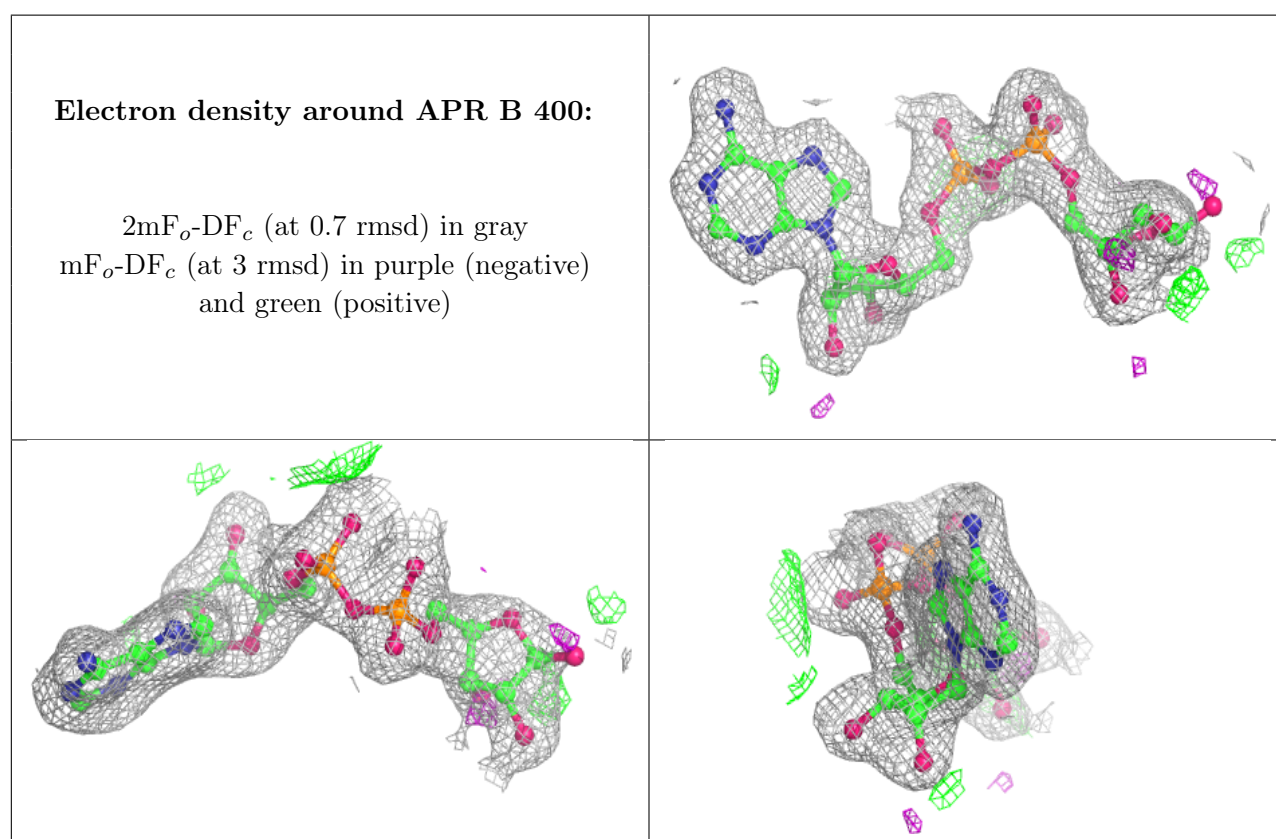 Electron density around APR B 400:
2mFₒ-DF𝒸 (at 0.7 rmsd) in gray
mFₒ-DF𝒸 (at 3 rmsd) in purple (negative)
and green (positive)